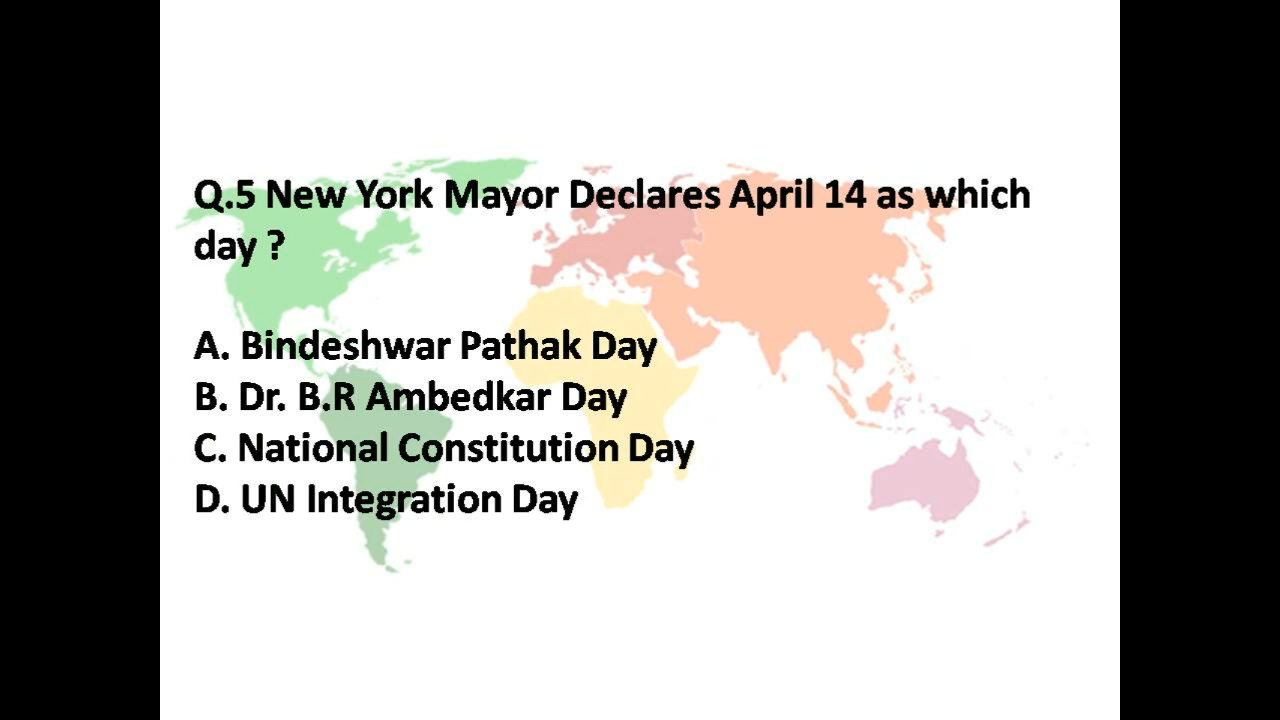 Q.5 New York Mayor Declares April 14 as which
day ?
A. Bindeshwar Pathak Day
B. Dr. B.R Ambedkar Day
C. National Constitution Day
D. UN Integration Day